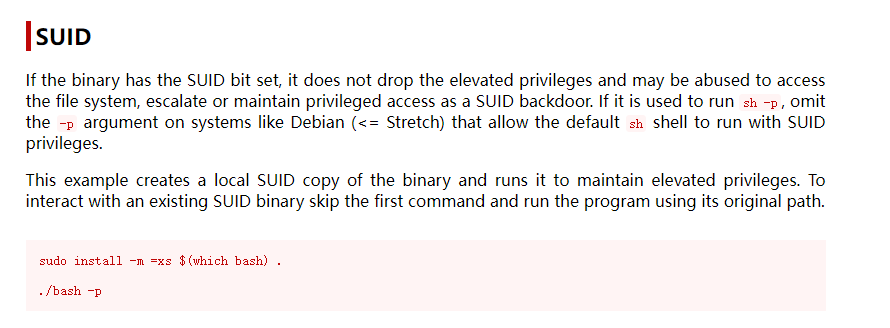 SUID
If the binary has the SUID bit set, it does not drop the elevated privileges and may be abused to access
the file system, escalate or maintain privileged access as a SUID backdoor. If it is used to run sh -p, omit
the -p argument on systems like Debian (<= Stretch) that allow the default sh shell to run with SUID
privileges.
This example creates a local SUID copy of the binary and runs it to maintain elevated privileges. To
interact with an existing SUID binary skip the first command and run the program using its original path.
sudo install -m =xs $(which bash) .
./bash -p